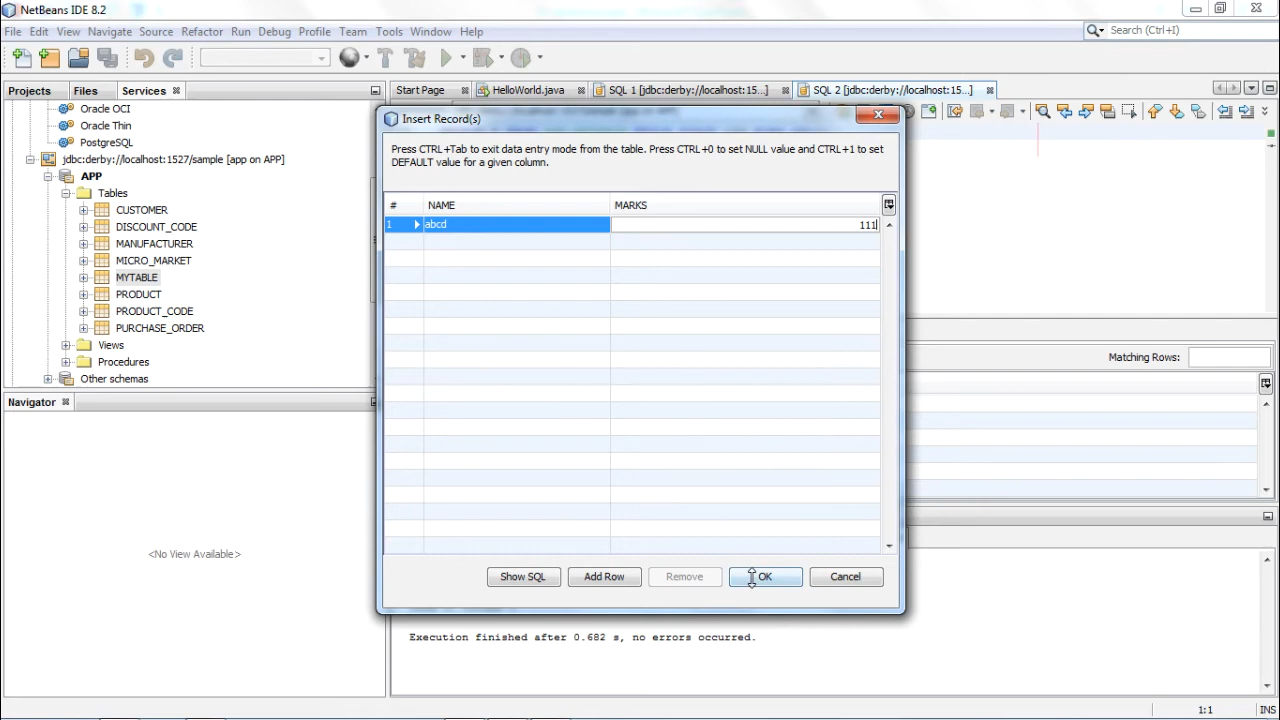 NetBeans IDE 8.2
File Edit View Navigate Source Refactor Run Debug Profile Team Tools Window Help
Search (Ctrl+I)
Projects Files Services
Start Page HelloWorld.java SQL 1 [jdbc:derby://localhost:15...] SQL 2 [jdbc:derby://localhost:15...]
Oracle OCI
Oracle Thin
PostgreSQL
jdbc:derby://localhost:1527/sample [app on APP]
APP
Tables
CUSTOMER
DISCOUNT_CODE
MANUFACTURER
MICRO_MARKET
MYTABLE
PRODUCT
PRODUCT_CODE
PURCHASE_ORDER
Views
Procedures
Other schemas
Navigator
<No View Available>
Insert Record(s)
Press CTRL+Tab to exit data entry mode from the table. Press CTRL+0 to set NULL value and CTRL+1 to set
DEFAULT value for a given column.
# NAME MARKS
1 abcd 111
Show SQL Add Row Remove OK Cancel
Matching Rows:
Execution finished after 0.682 s, no errors occurred.
1:1 INS